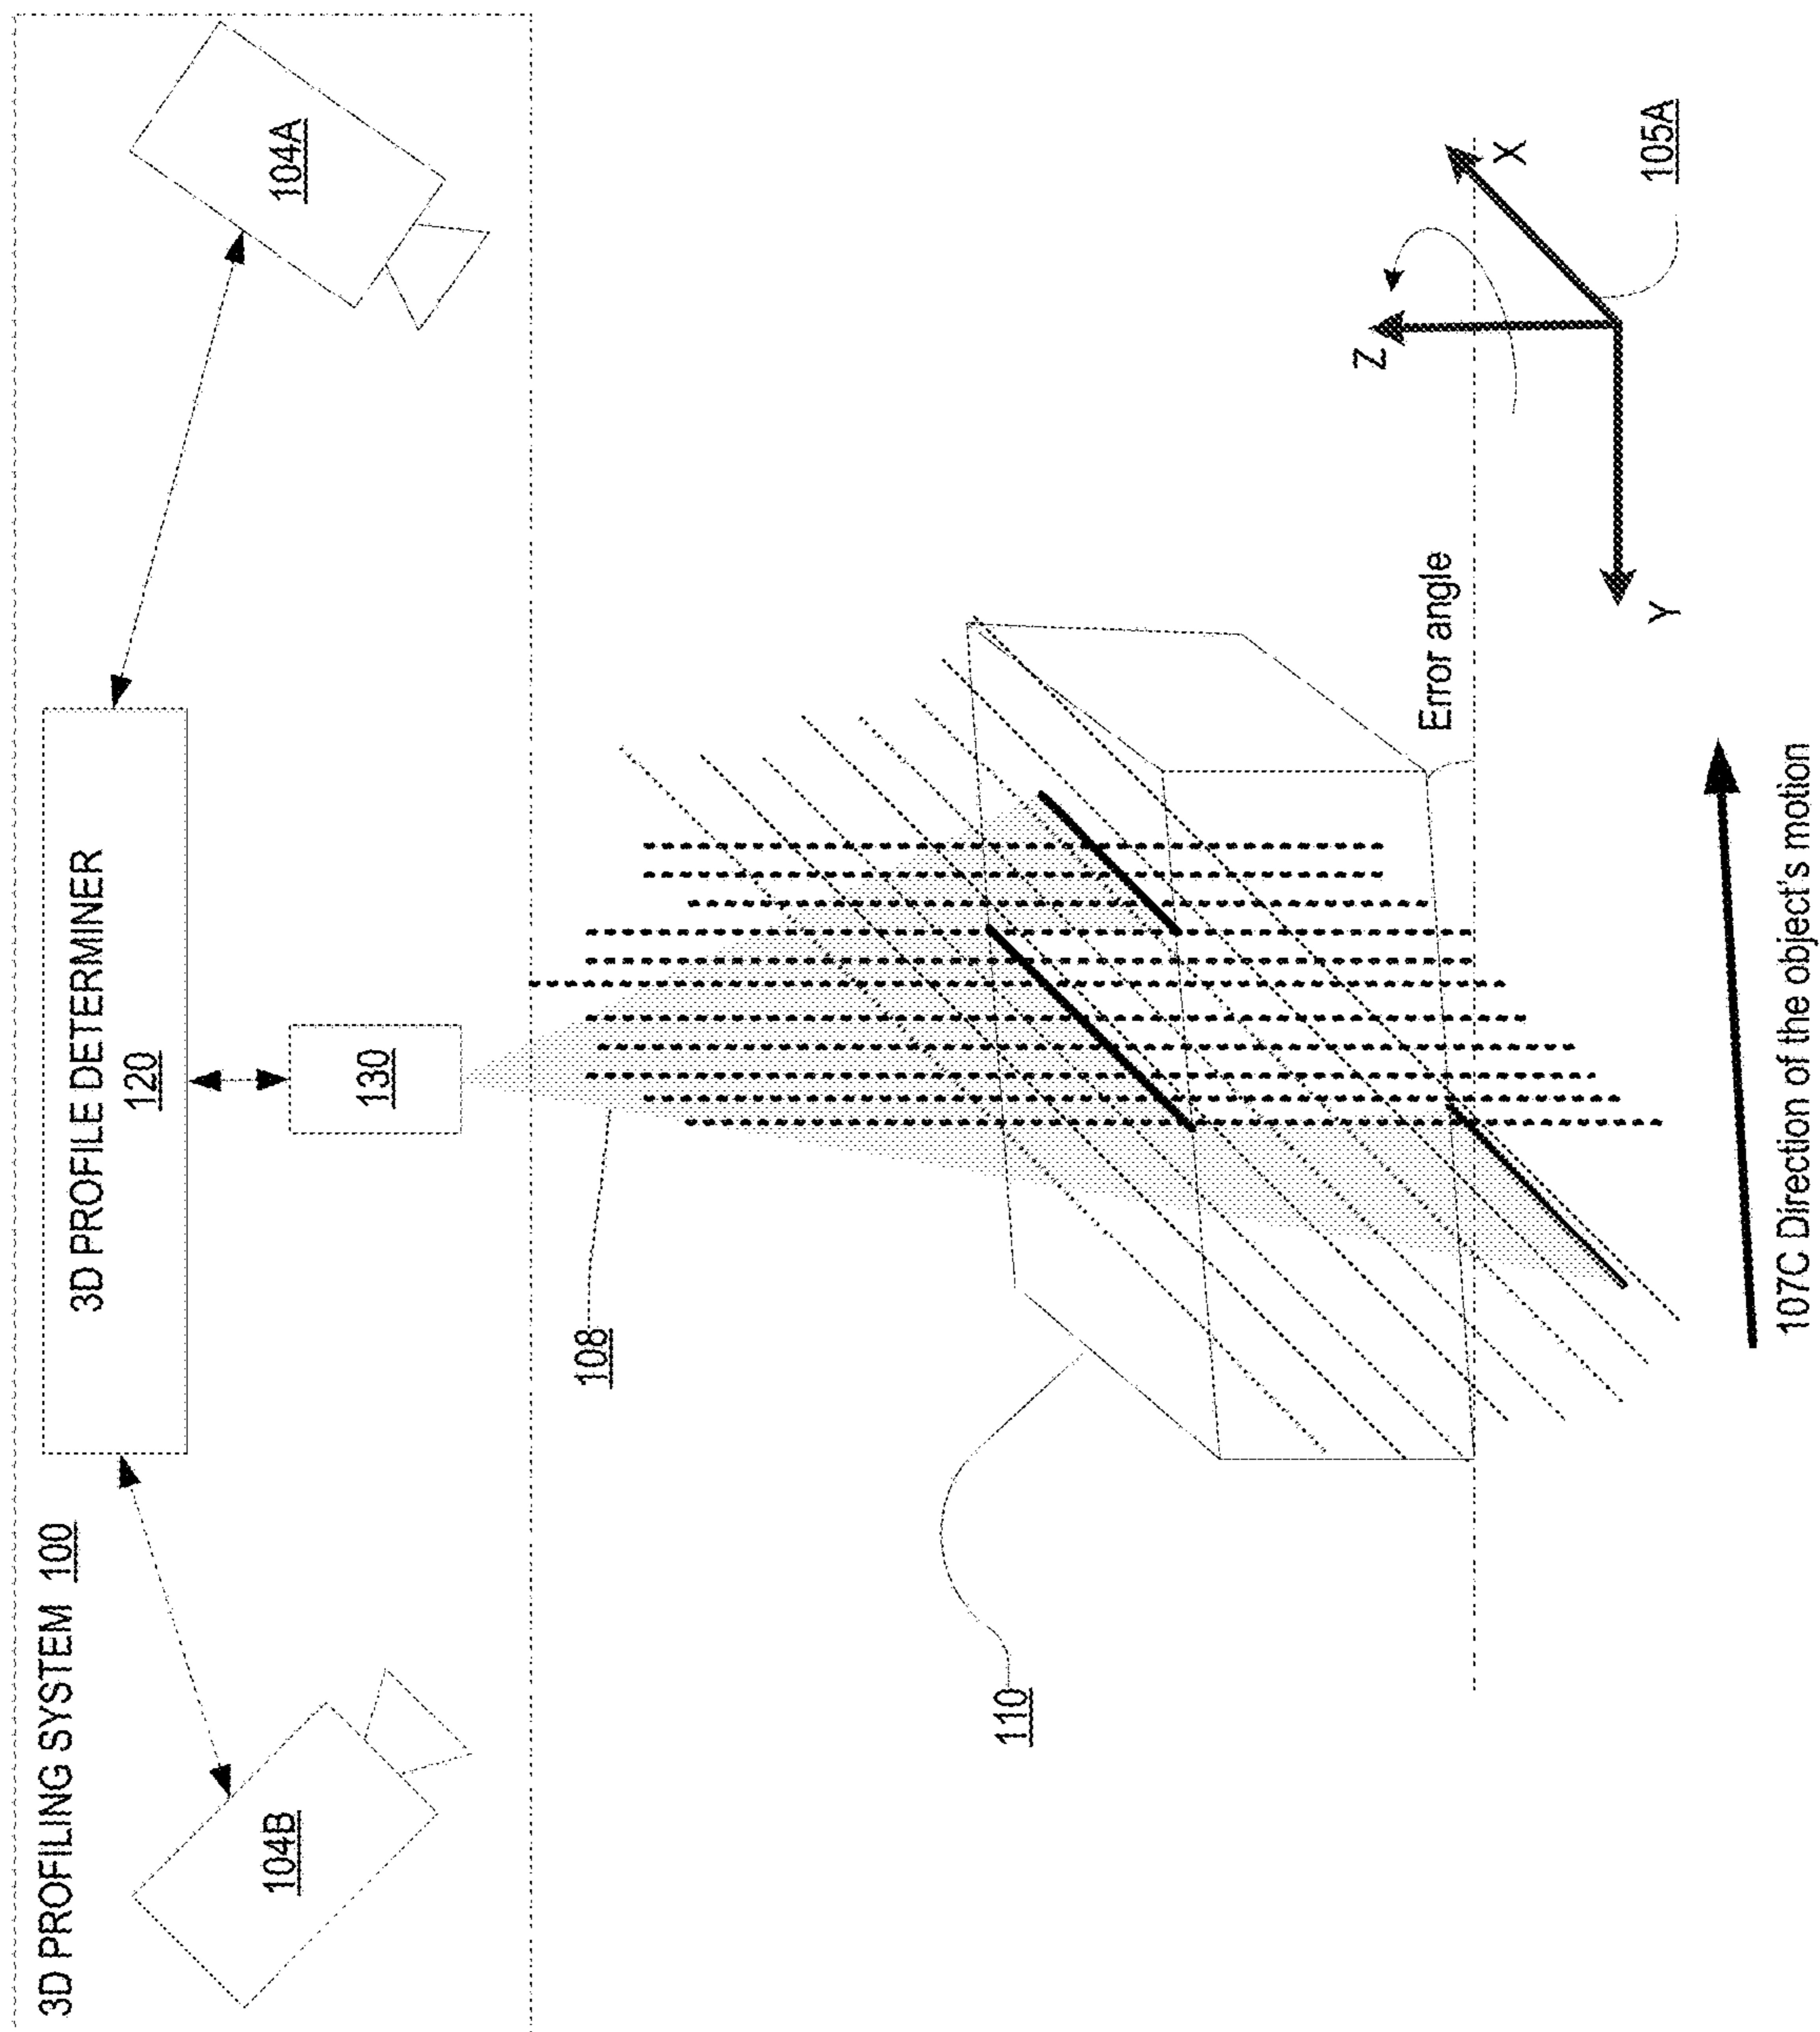 3D PROFILING SYSTEM 100
3D PROFILE DETERMINER
120
104B
104A
130
108
110
Error angle
Z
X
Y
105A
107C Direction of the object's motion